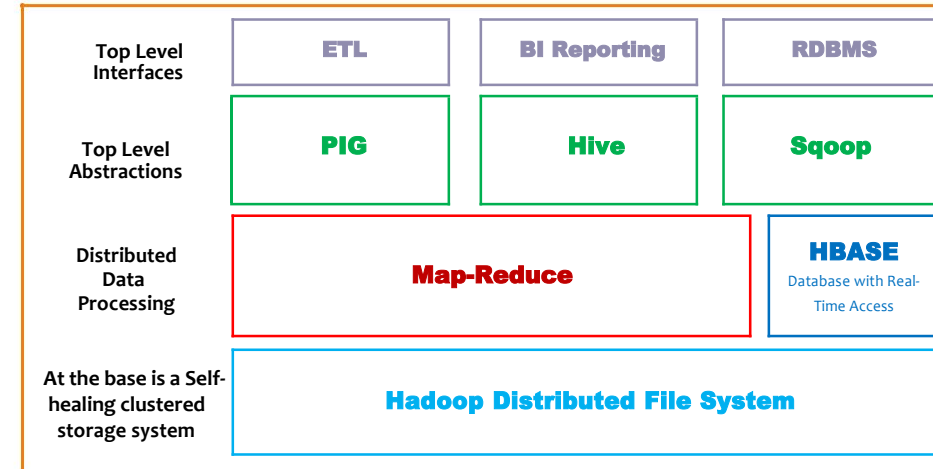 Top Level
Interfaces
ETL
BI Reporting
RDBMS
Top Level
Abstractions
PIG
Hive
Sqoop
Distributed
Data
Processing
Map-Reduce
HBASE
Database with Real-
Time Access
At the base is a Self-
healing clustered
storage system
Hadoop Distributed File System